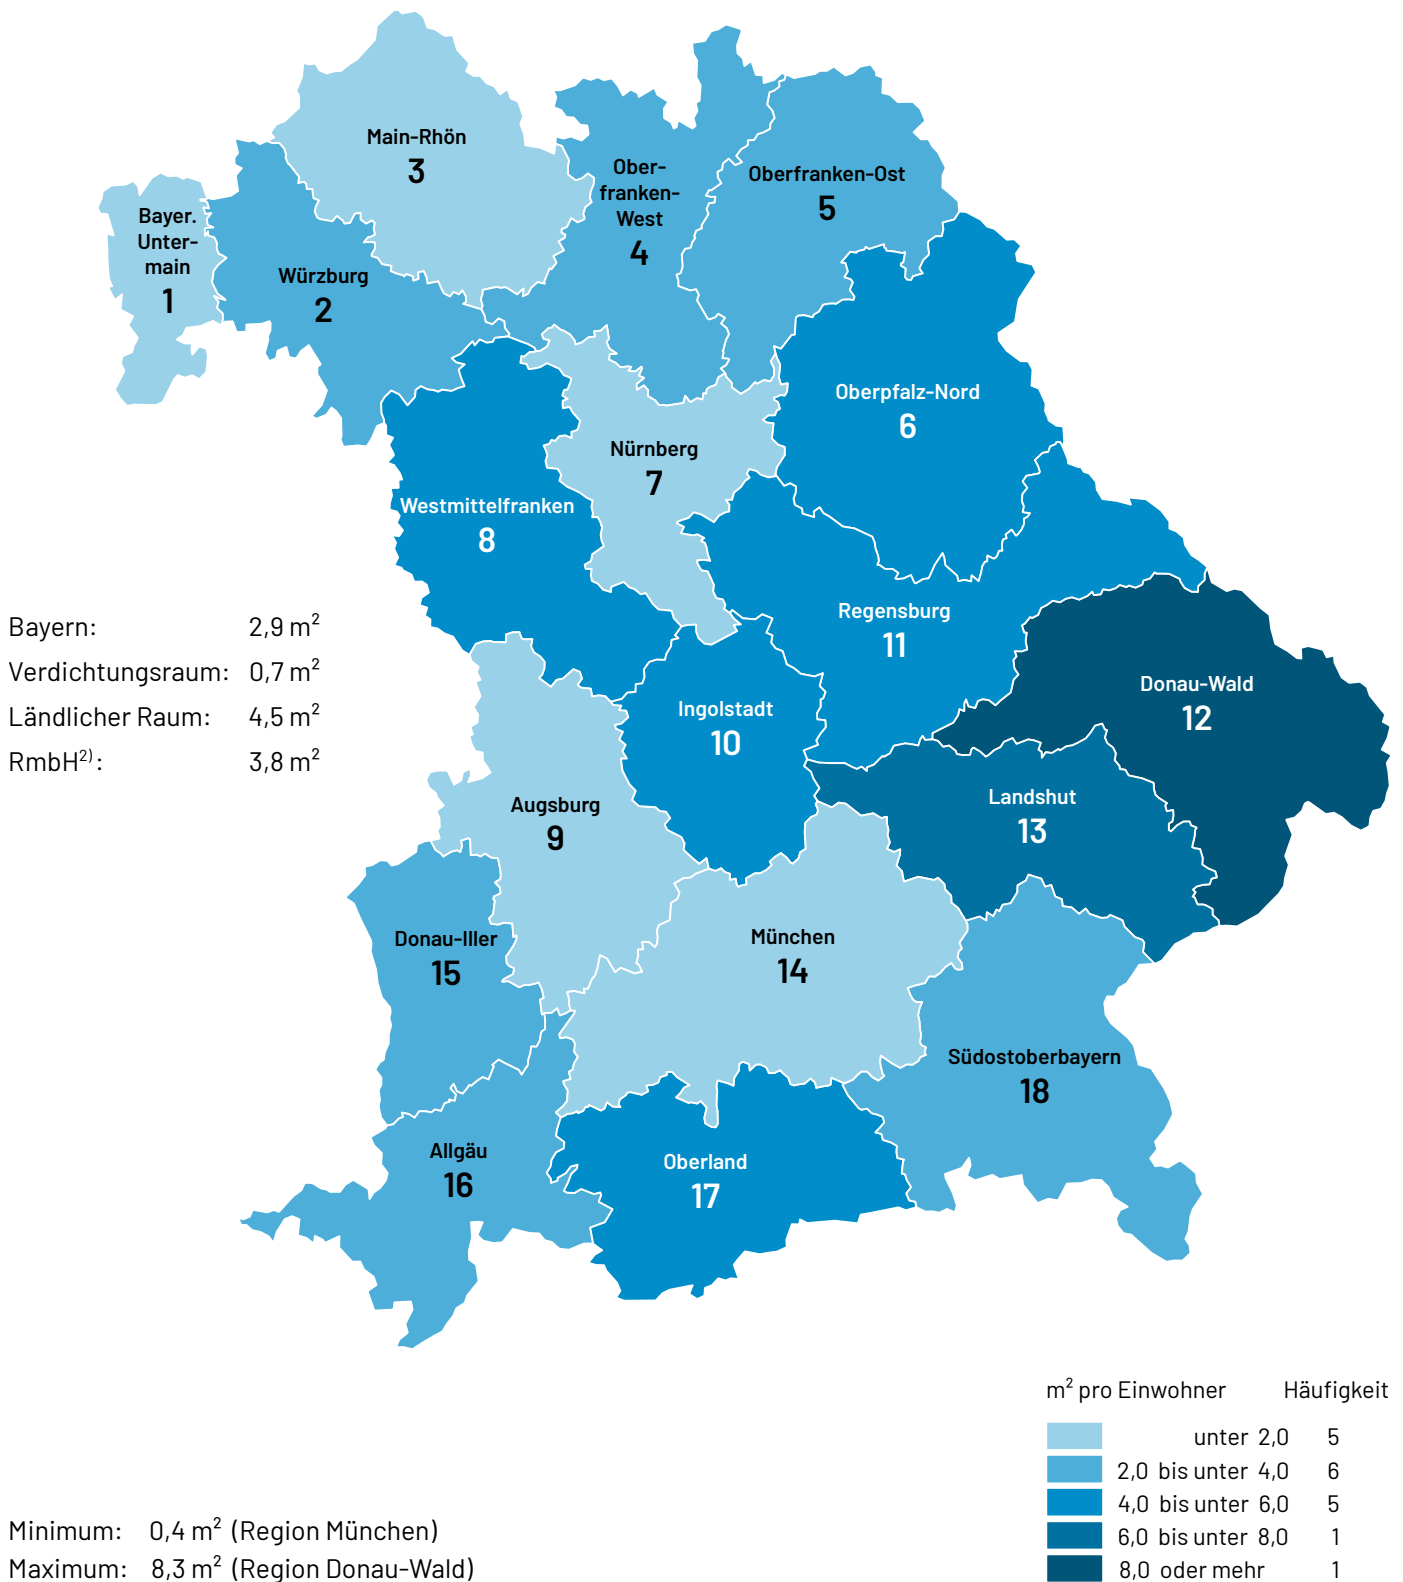 Main-Rhön
3
Ober-
franken-
West
4
Oberfranken-Ost
5
Bayer.
Unter-
main
1
Würzburg
2
Oberpfalz-Nord
6
Nürnberg
7
Westmittelfranken
8
Regensburg
11
Bayern: 2,9 m²
Verdichtungsraum: 0,7 m²
Ländlicher Raum: 4,5 m²
RmbH²⁾: 3,8 m²
Donau-Wald
12
Ingolstadt
10
Landshut
13
Augsburg
9
Donau-Iller
15
München
14
Südostoberbayern
18
Allgäu
16
Oberland
17
m² pro Einwohner Häufigkeit
unter 2,0 5
2,0 bis unter 4,0 6
4,0 bis unter 6,0 5
6,0 bis unter 8,0 1
8,0 oder mehr 1
Minimum: 0,4 m² (Region München)
Maximum: 8,3 m² (Region Donau-Wald)